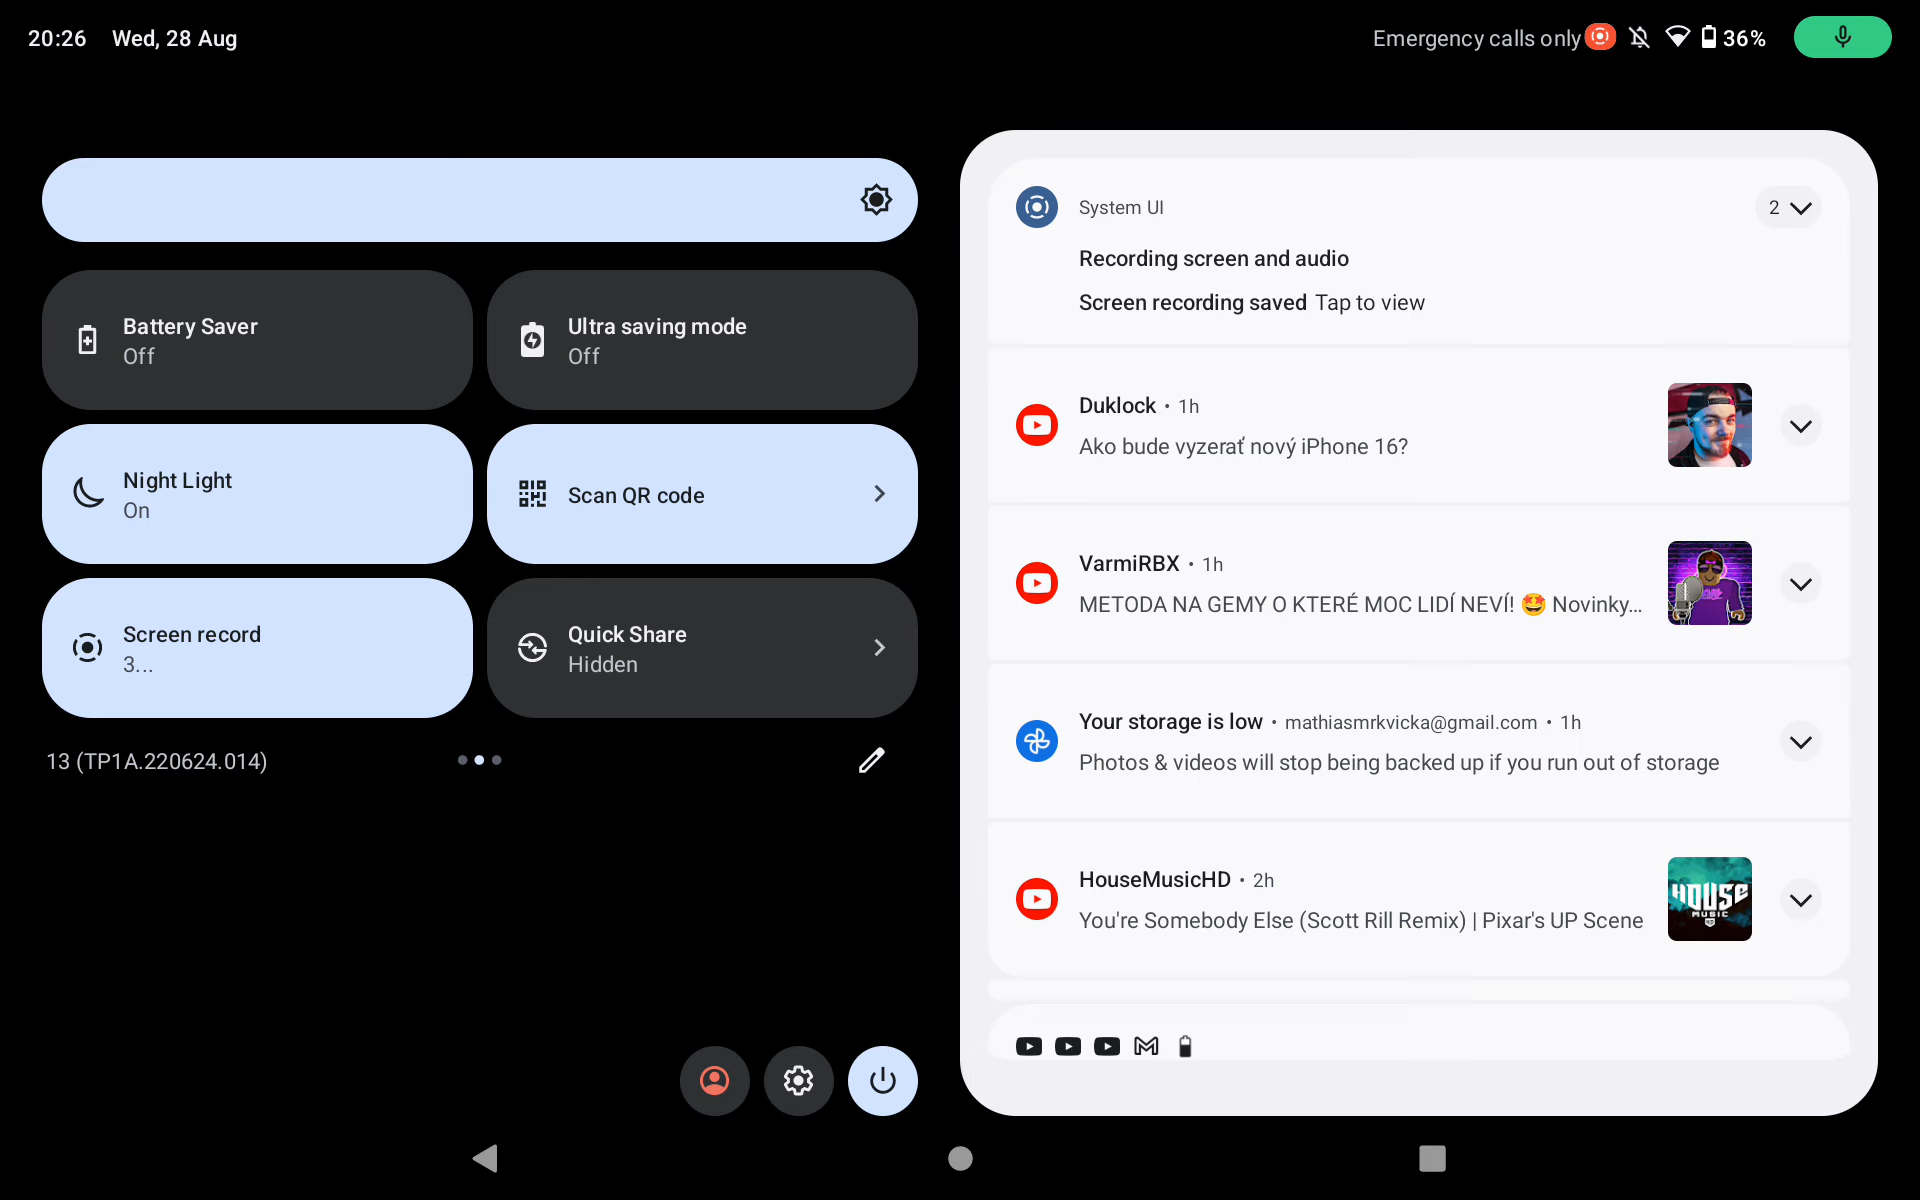 20:26 Wed, 28 Aug
Emergency calls only 36%
Battery Saver
Off
Ultra saving mode
Off
Night Light
On
Scan QR code
Screen record
3...
Quick Share
Hidden
13 (TP1A.220624.014)
System UI
2
Recording screen and audio
Screen recording saved Tap to view
Duklock • 1h
Ako bude vyzerať nový iPhone 16?
VarmiRBX • 1h
METODA NA GEMY O KTERÉ MOC LIDÍ NEVÍ! 🤩 Novinky...
Your storage is low • mathiasmrkvicka@gmail.com • 1h
Photos & videos will stop being backed up if you run out of storage
HouseMusicHD • 2h
You're Somebody Else (Scott Rill Remix) | Pixar's UP Scene
HOUSE
MUSIC
HD